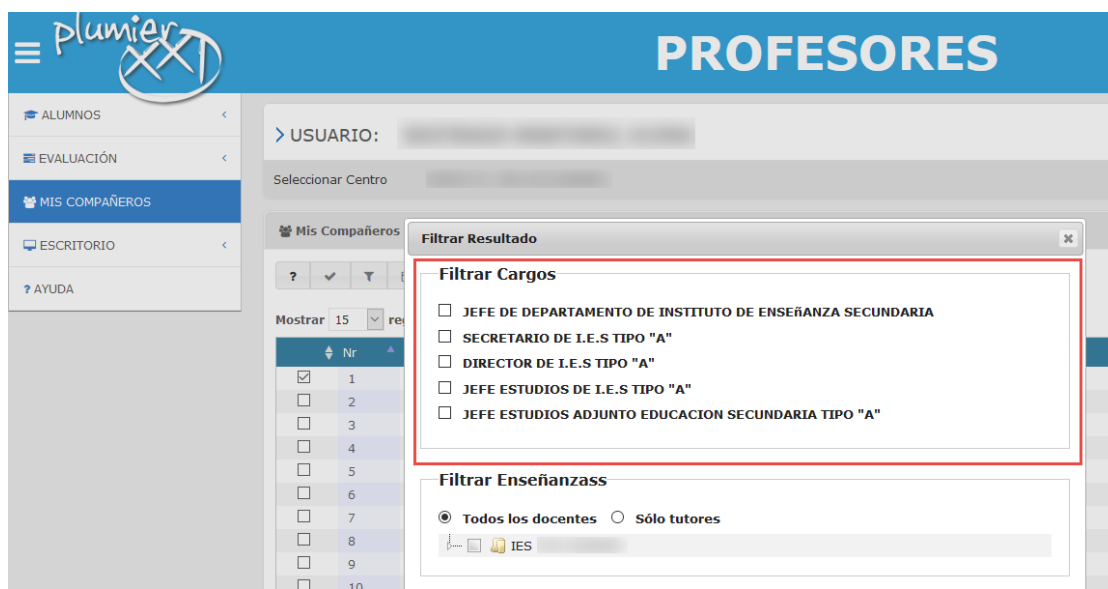 plumier
XXI
PROFESORES
ALUMNOS
EVALUACIÓN
MIS COMPAÑEROS
ESCRITORIO
? AYUDA
USUARIO:
Seleccionar Centro
Mis Compañeros
?
Mostrar 15 reg
Nr
1
2
3
4
5
6
7
8
9
10
Filtrar Resultado
Filtrar Cargos
JEFE DE DEPARTAMENTO DE INSTITUTO DE ENSEñANZA SECUNDARIA
SECRETARIO DE I.E.S TIPO "A"
DIRECTOR DE I.E.S TIPO "A"
JEFE ESTUDIOS DE I.E.S TIPO "A"
JEFE ESTUDIOS ADJUNTO EDUCACION SECUNDARIA TIPO "A"
Filtrar Enseñanzass
Todos los docentes Sólo tutores
IES